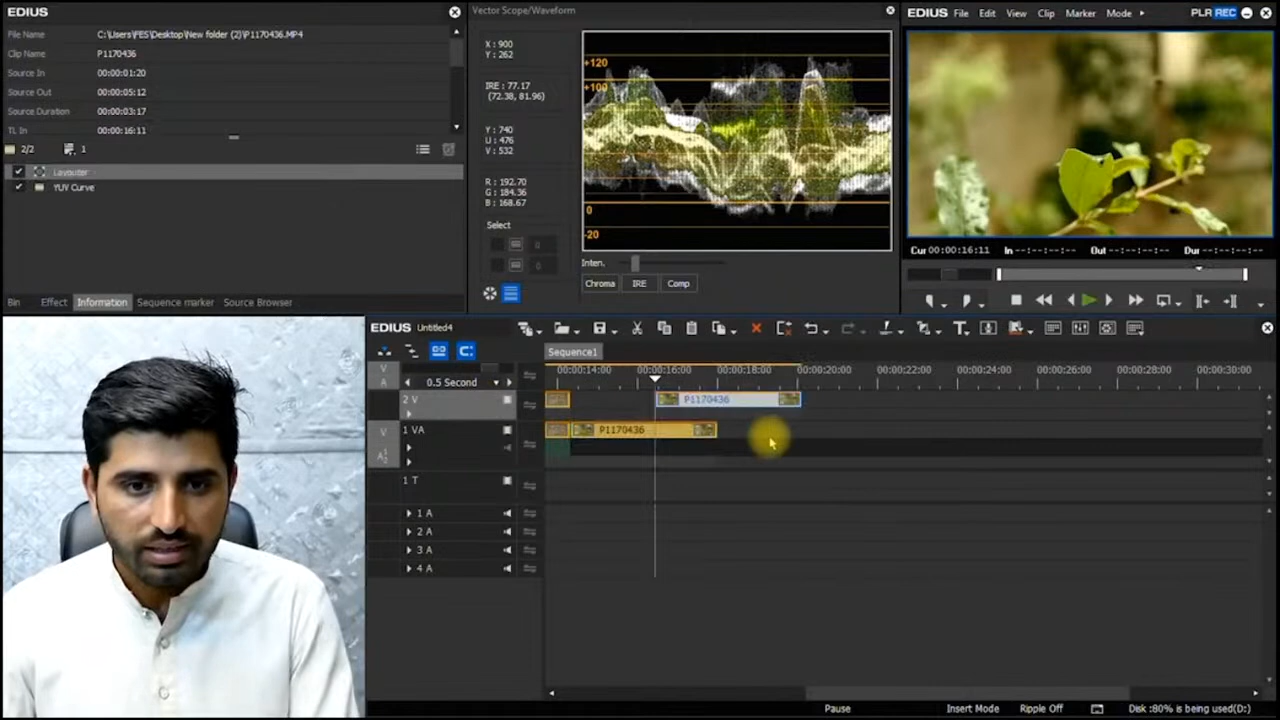 EDIUS
File Name C:\Users\FES\Desktop\New folder (2)\P1170436.MP4
Clip Name P1170436
Source In 00:00:01:20
Source Out 00:00:05:12
Source Duration 00:00:03:17
TL In 00:00:16:11
2/2 1
Layouter
YUV Curve
Bin Effect Information Sequence marker Source Browser
Vector Scope/Waveform
X : 900
Y : 262
IRE : 77.17
(72.38, 81.96)
Y : 740
U : 476
V : 532
R : 192.70
G : 184.36
B : 168.67
Select
0
0
+120
+100
0
-20
Inten.
Chroma IRE Comp
EDIUS File Edit View Clip Marker Mode PLR REC
Cur 00:00:16:11 In --:--:--:-- Out --:--:--:-- Dur --:--:--:--
EDIUS Untitled4
Sequence1
V
A
0.5 Second
00:00:14:00 00:00:16:00 00:00:18:00 00:00:20:00 00:00:22:00 00:00:24:00 00:00:26:00 00:00:28:00 00:00:30:00
2 V P1170436
V 1 VA P1170436
1 T
1 A
2 A
3 A
4 A
Pause Insert Mode Ripple Off Disk :80% is being used(D:)